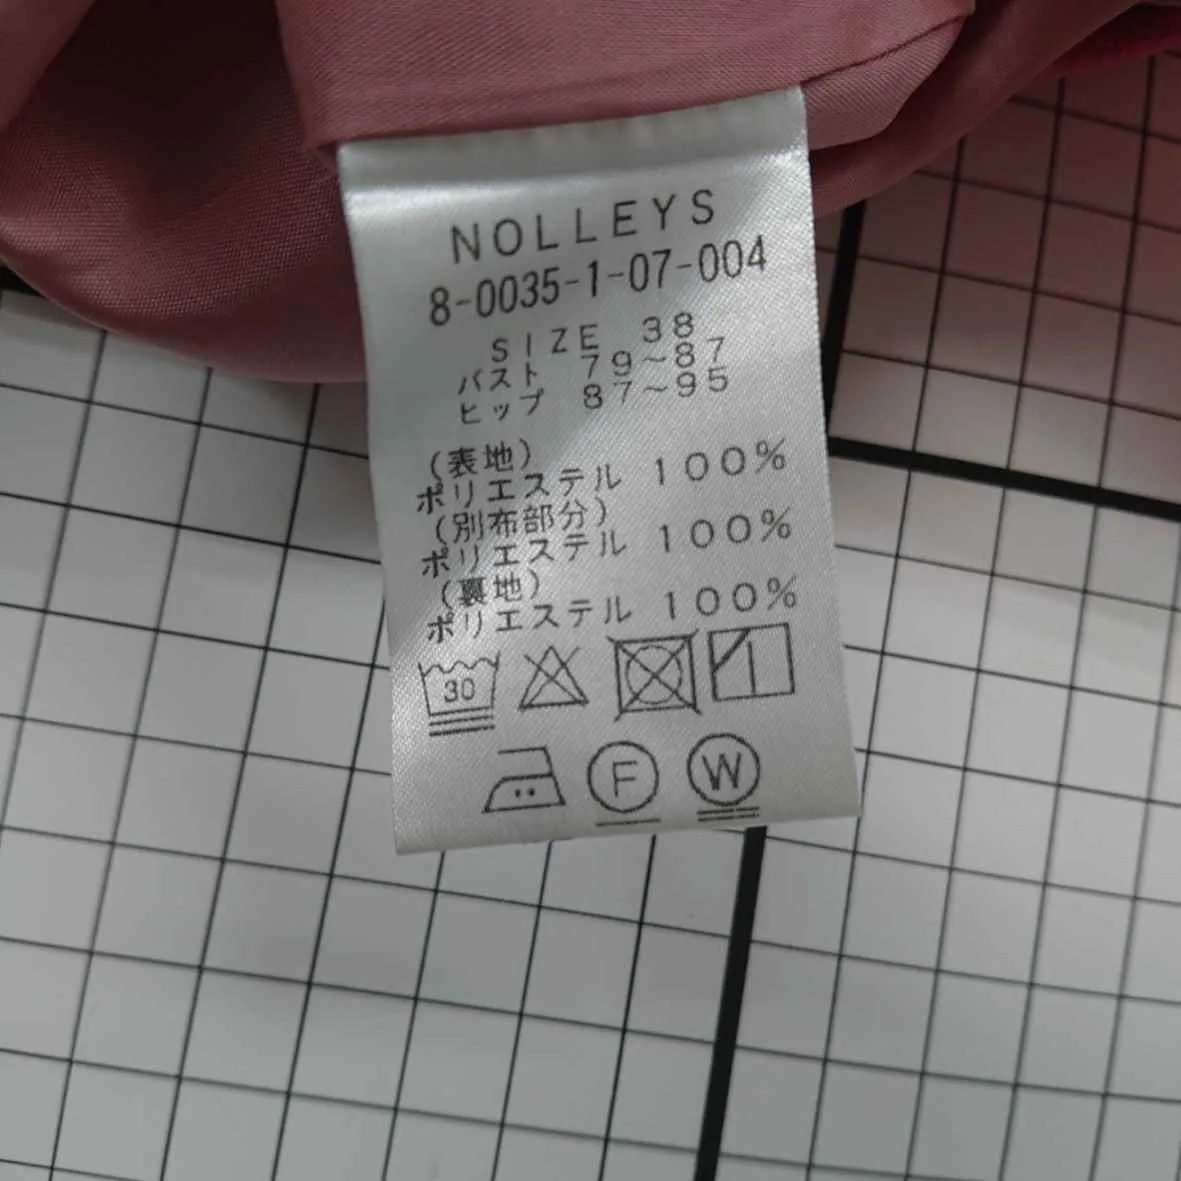 NOLLEYS
8-0035-1-07-004
SIZE 38
バスト 79~87
ヒップ 87~95
(表地)
ポリエステル 100%
(別布部分)
ポリエステル 100%
(裏地)
ポリエステル 100%
30
F W